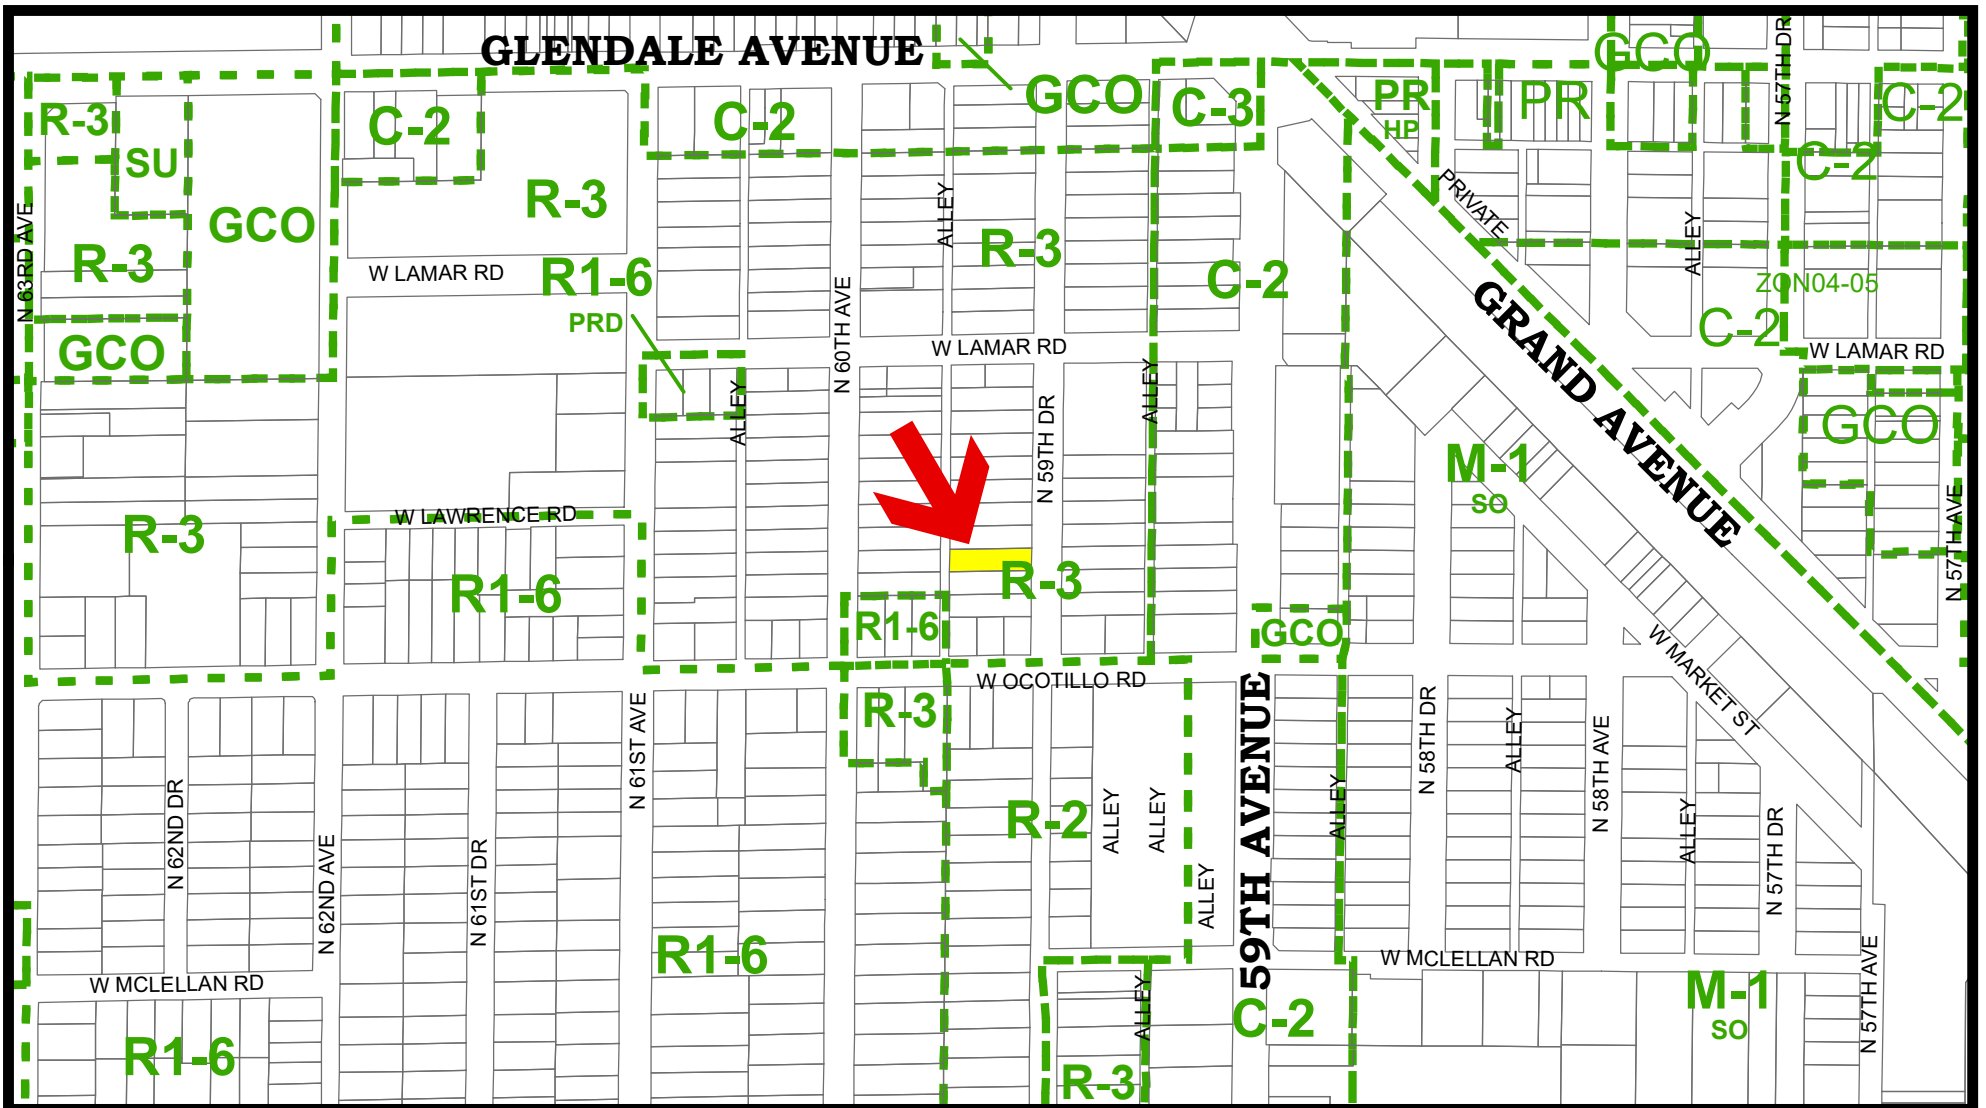 GLENDALE AVENUE
GCO
N 57TH DR
R-3
C-2
C-2
GCO
C-3
PR
HP
PR
C-2
SU
C-2
R-3
GCO
ALLEY
PRIVATE
ALLEY
N 63RD AVE
R-3
W LAMAR RD
R1-6
PRD
R-3
C-2
ZON04-05
C-2
GCO
N 60TH AVE
W LAMAR RD
GRAND AVENUE
W LAMAR RD
ALLEY
ALLEY
N 59TH DR
GCO
M-1
SO
R-3
W LAWRENCE RD
R1-6
R-3
N 57TH AVE
R1-6
GCO
W MARKET ST
W OCOTILLO RD
R-3
59TH AVENUE
N 61ST AVE
N 58TH DR
ALLEY
N 58TH AVE
N 62ND DR
R-2
ALLEY
ALLEY
ALLEY
ALLEY
N 57TH DR
N 62ND AVE
N 61ST DR
ALLEY
R1-6
W MCLELLAN RD
W MCLELLAN RD
ALLEY
C-2
M-1
SO
N 57TH AVE
R1-6
R-3